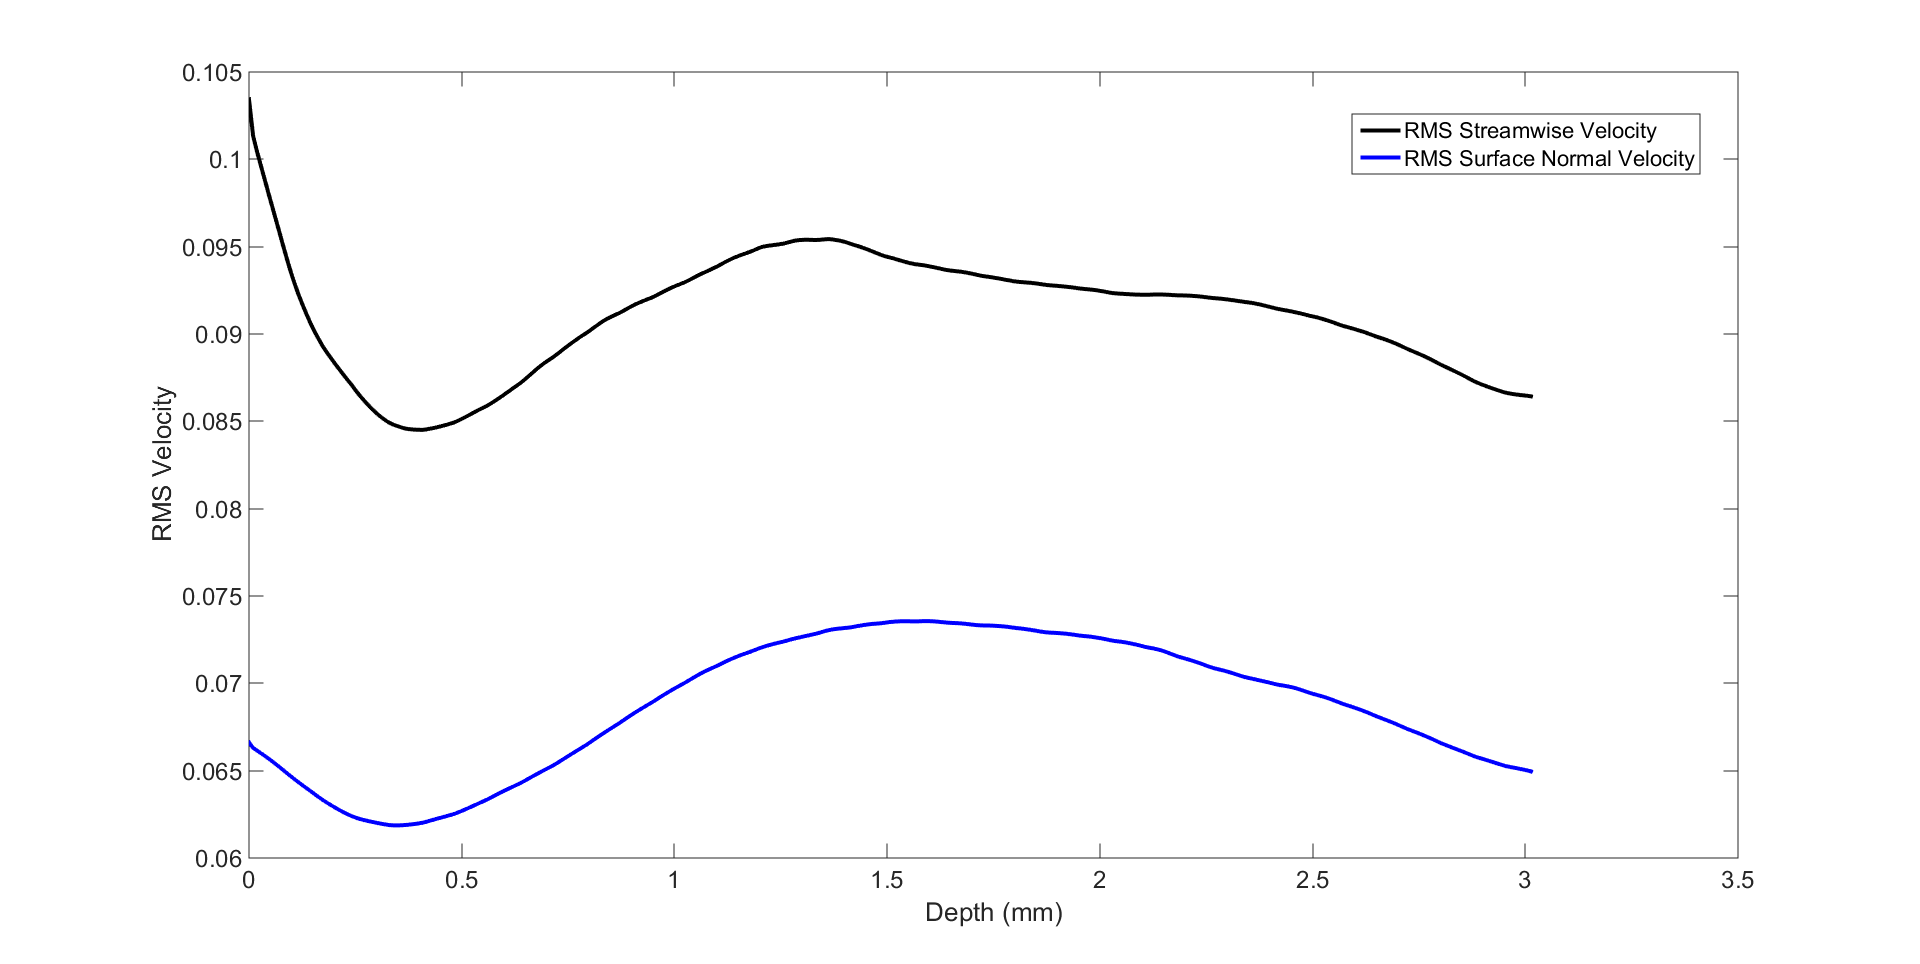 0.105
0.1
0.095
0.09
0.085
0.08
0.075
0.07
0.065
0.06
RMS Velocity
RMS Streamwise Velocity
RMS Surface Normal Velocity
0 0.5 1 1.5 2 2.5 3 3.5
Depth (mm)